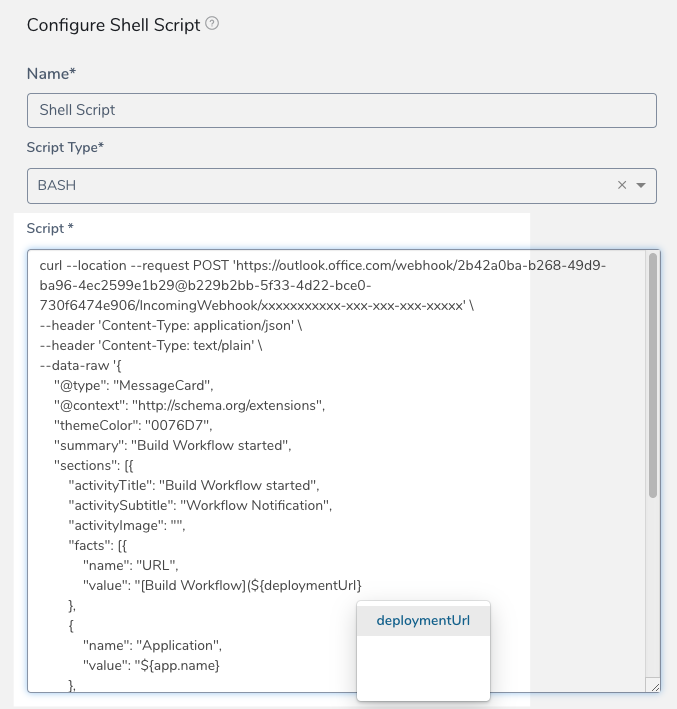 Configure Shell Script ?
Name*
Shell Script
Script Type*
BASH
Script *
curl --location --request POST 'https://outlook.office.com/webhook/2b42a0ba-b268-49d9-
ba96-4ec2599e1b29@b229b2bb-5f33-4d22-bce0-
730f6474e906/IncomingWebhook/xxxxxxxxxxx-xxx-xxx-xxx-xxxxx' \
--header 'Content-Type: application/json' \
--header 'Content-Type: text/plain' \
--data-raw '{
"@type": "MessageCard",
"@context": "http://schema.org/extensions",
"themeColor": "0076D7",
"summary": "Build Workflow started",
"sections": [{
"activityTitle": "Build Workflow started",
"activitySubtitle": "Workflow Notification",
"activityImage": "",
"facts": [{
"name": "URL",
"value": "[Build Workflow](${deploymentUrl}
},
deploymentUrl
{
"name": "Application",
"value": "${app.name}
},